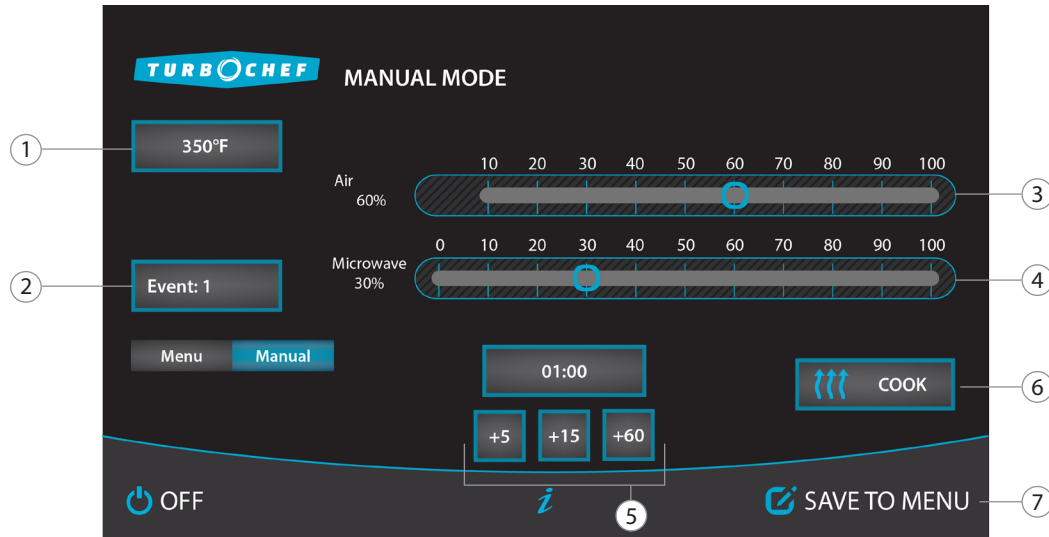 TURBOCHEF
MANUAL MODE
1
350°F
10 20 30 40 50 60 70 80 90 100
Air
60%
3
0 10 20 30 40 50 60 70 80 90 100
Microwave
30%
4
2
Event: 1
Menu Manual
01:00
COOK
6
+5 +15 +60
OFF
i
5
SAVE TO MENU
7